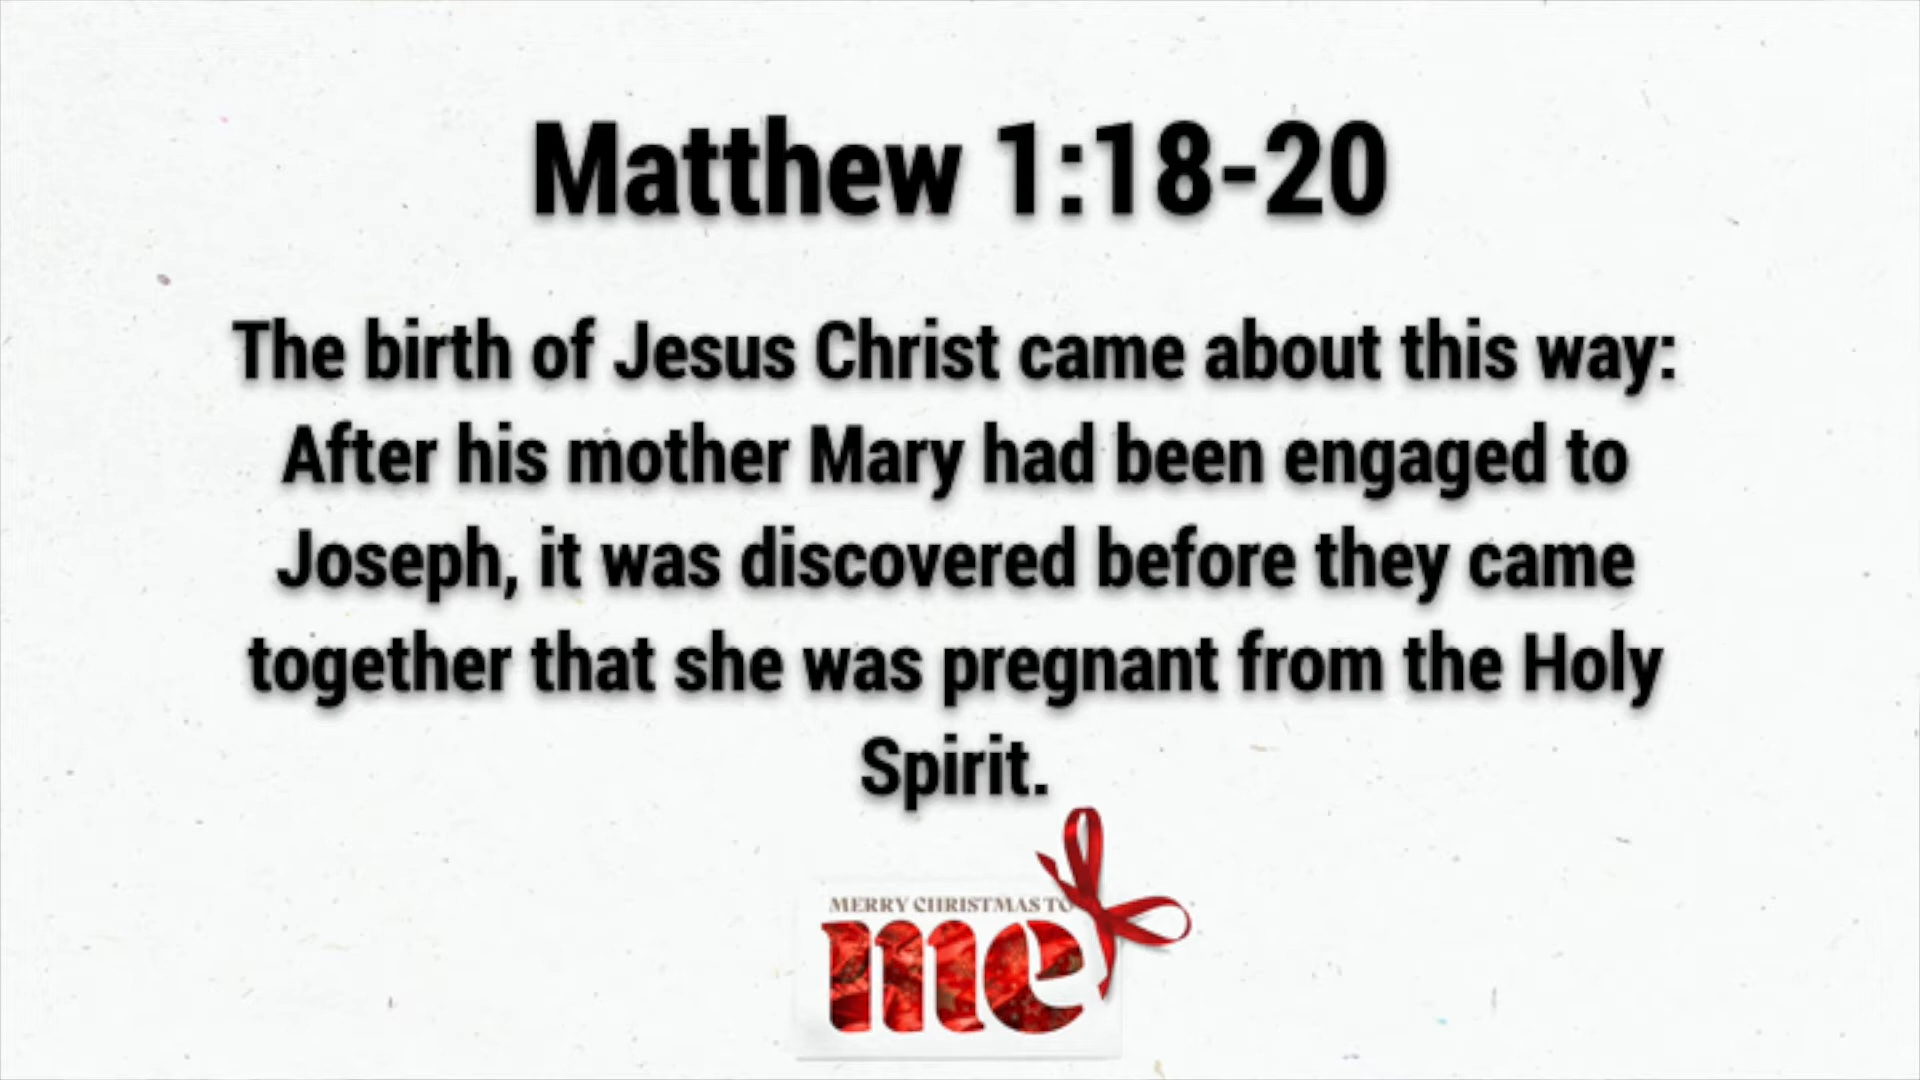 Matthew 1:18-20
The birth of Jesus Christ came about this way:
After his mother Mary had been engaged to
Joseph, it was discovered before they came
together that she was pregnant from the Holy
Spirit.
MERRY CHRISTMAS TO
me